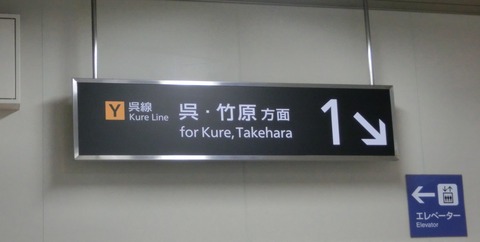 Y 呉線
Kure Line
呉・竹原 方面
for Kure, Takehara
1↘
←
エレベーター
Elevator